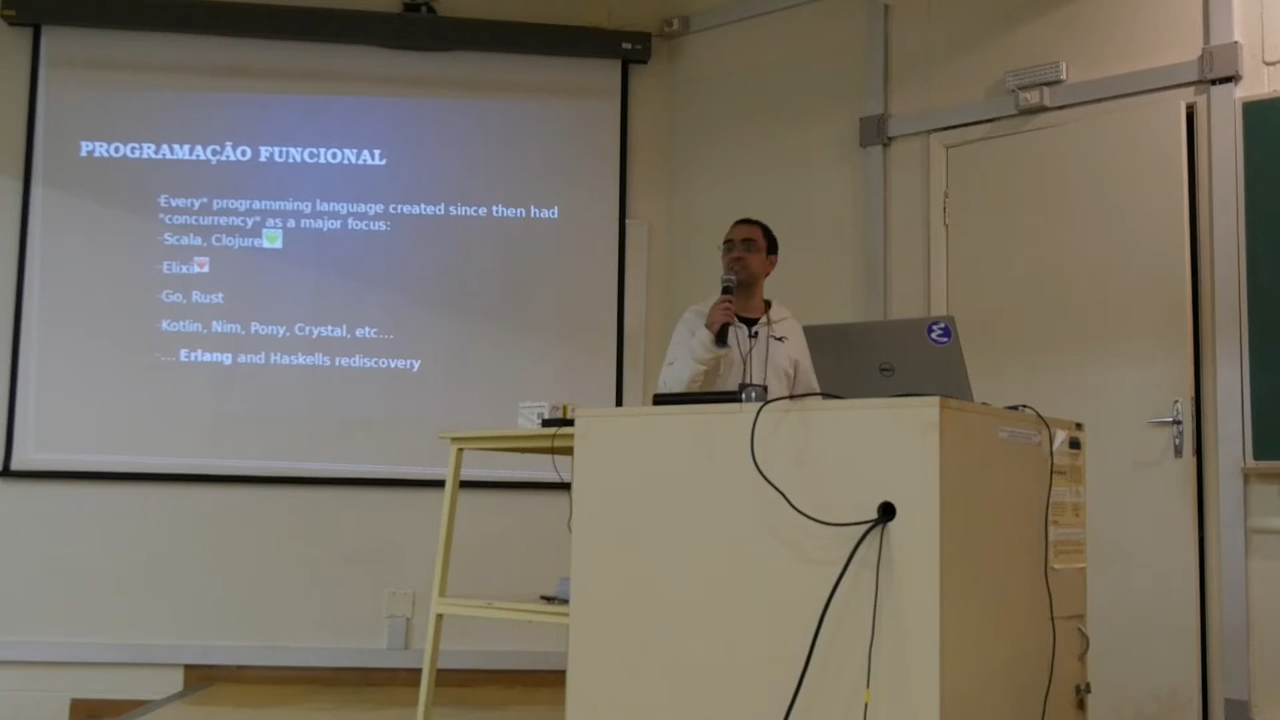 PROGRAMAÇÃO FUNCIONAL
-Every* programming language created since then had
*concurrency* as a major focus:
-Scala, Clojure
-Elixir
-Go, Rust
-Kotlin, Nim, Pony, Crystal, etc...
-... Erlang and Haskells rediscovery
DELL